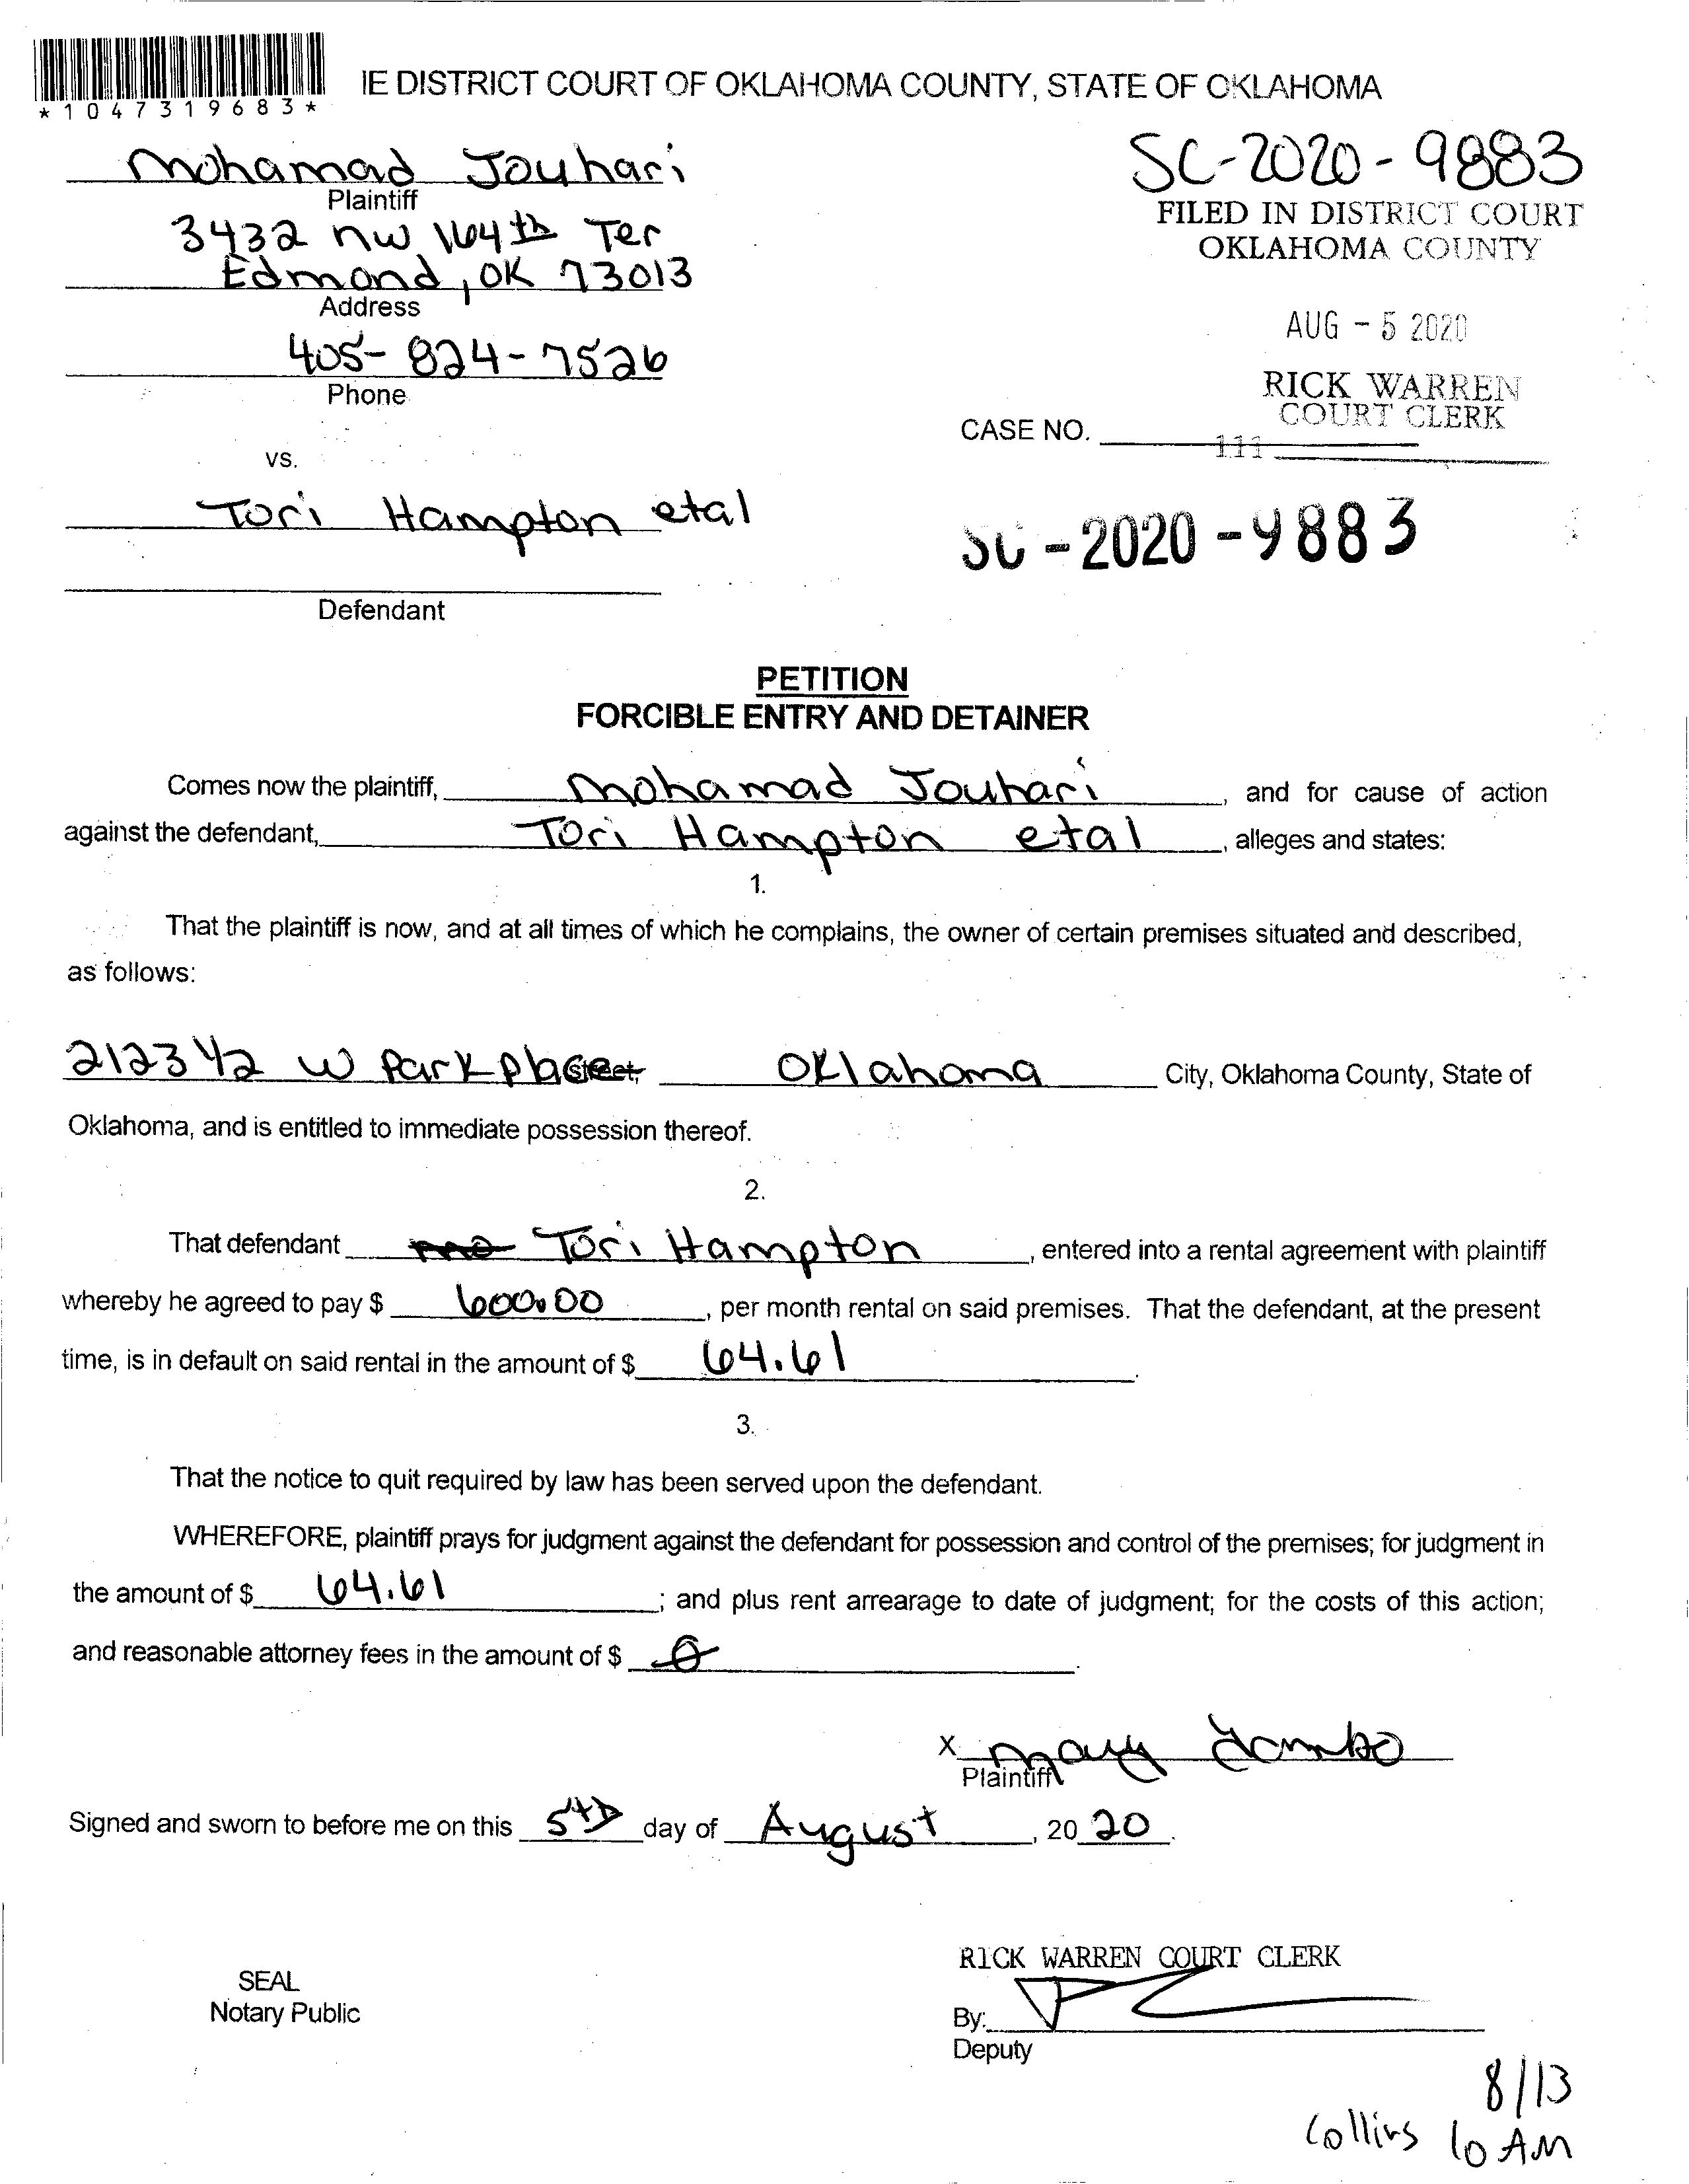 *1047319683*
IE DISTRICT COURT OF OKLAHOMA COUNTY, STATE OF OKLAHOMA
SC-2020-9883
Mohamad Jouhari
Plaintiff
FILED IN DISTRICT COURT
OKLAHOMA COUNTY
3432 nw 164th Ter
Edmond, OK 73013
Address
AUG - 5 2020
405-824-7526
Phone
RICK WARREN
COURT CLERK
CASE NO.
111
vs.
Tori Hampton etal
SC-2020-9883
Defendant
PETITION
FORCIBLE ENTRY AND DETAINER
Comes now the plaintiff, Mohamad Jouhari, and for cause of action
against the defendant, Tori Hampton etal, alleges and states:
1.
That the plaintiff is now, and at all times of which he complains, the owner of certain premises situated and described,
as follows:
2123 1/2 W Park place street, Oklahoma City, Oklahoma County, State of
Oklahoma, and is entitled to immediate possession thereof.
2.
That defendant Tori Hampton, entered into a rental agreement with plaintiff
whereby he agreed to pay $ 600.00, per month rental on said premises. That the defendant, at the present
time, is in default on said rental in the amount of $ 64.61.
3.
That the notice to quit required by law has been served upon the defendant.
WHEREFORE, plaintiff prays for judgment against the defendant for possession and control of the premises; for judgment in
the amount of $ 64.61; and plus rent arrearage to date of judgment; for the costs of this action;
and reasonable attorney fees in the amount of $ 0.
X Mary
Plaintiff
Signed and sworn to before me on this 5th day of August, 2020.
RICK WARREN COURT CLERK
SEAL
Notary Public
By:
Deputy
8/13
Collins 10 AM